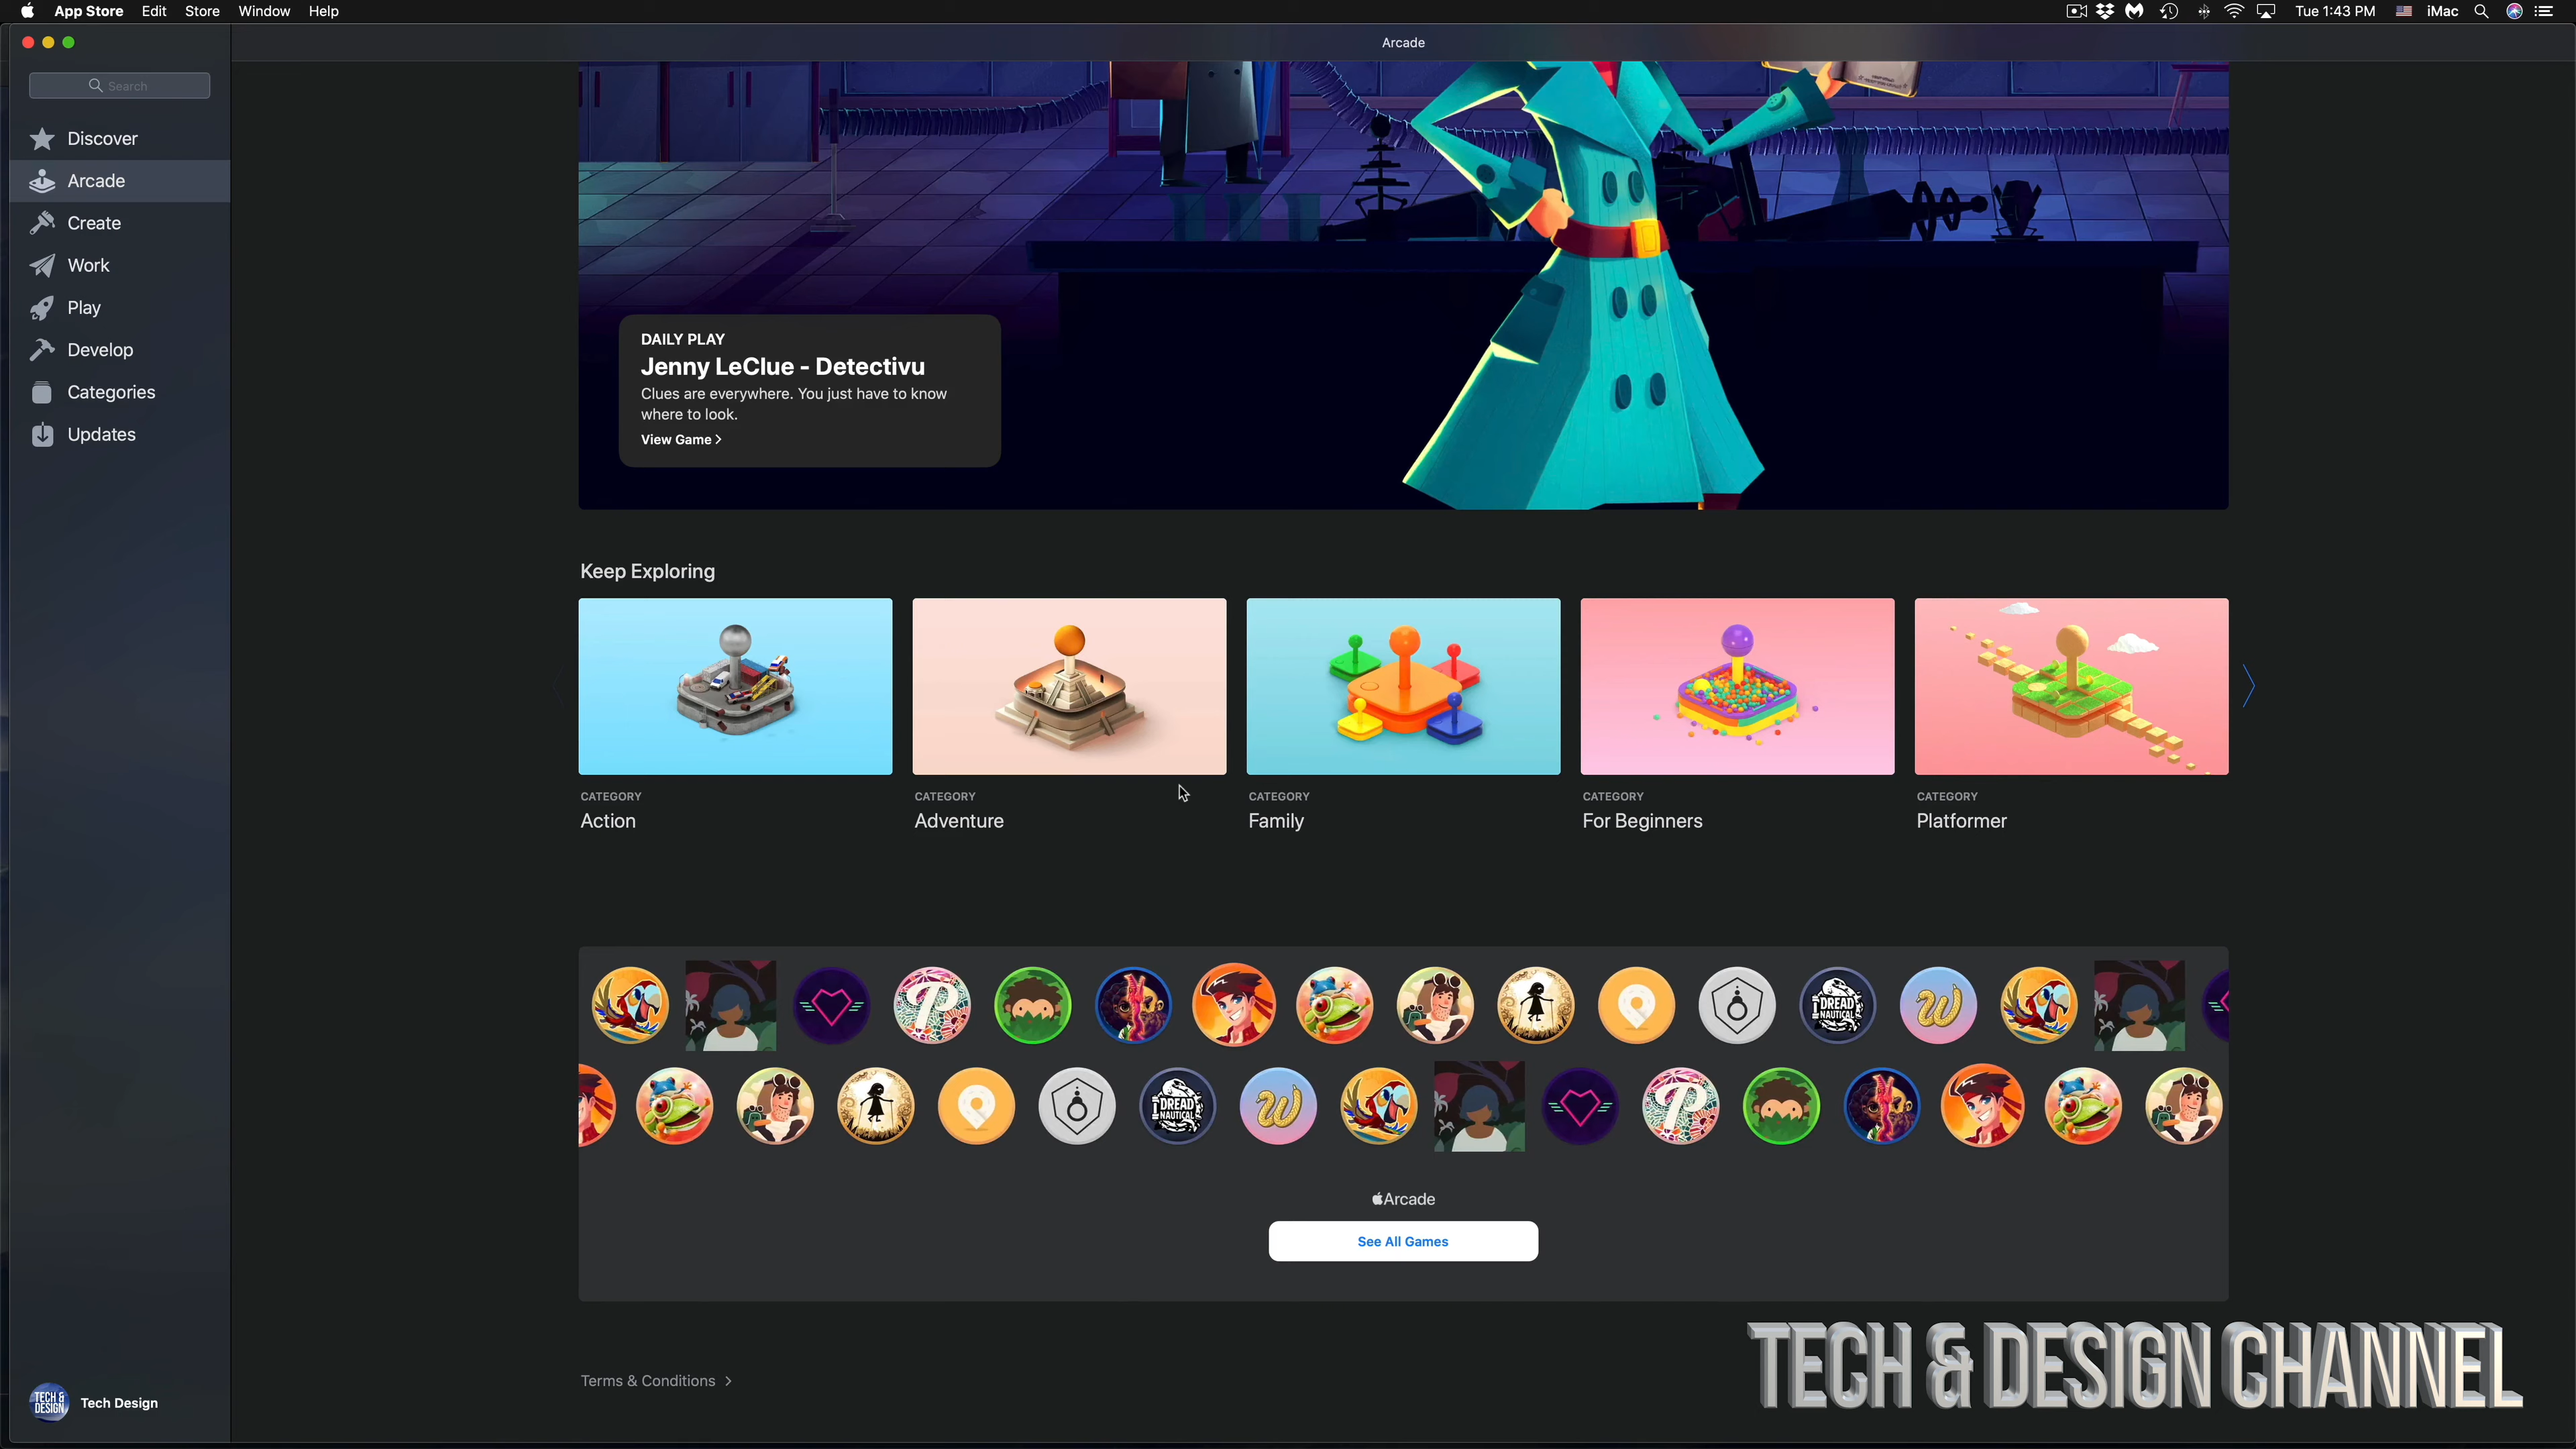 App Store Edit Store Window Help
Tue 1:43 PM iMac
Arcade
Search
Discover
Arcade
Create
Work
Play
Develop
Categories
Updates
DAILY PLAY
Jenny LeClue - Detectivu
Clues are everywhere. You just have to know
where to look.
View Game
Keep Exploring
CATEGORY
Action
CATEGORY
Adventure
CATEGORY
Family
CATEGORY
For Beginners
CATEGORY
Platformer
DREAD NAUTICAL
DREAD NAUTICAL
Arcade
See All Games
Terms & Conditions
TECH & DESIGN
Tech Design
TECH & DESIGN CHANNEL